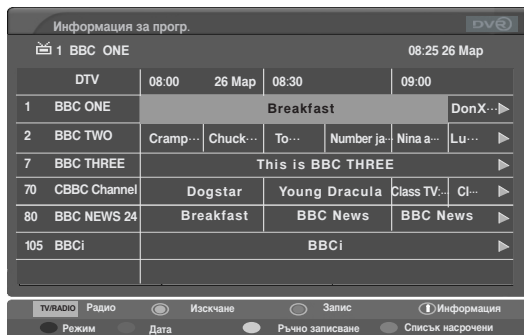 Информация за прогр. DVR
1 BBC ONE 08:25 26 Мар
DTV 08:00 26 Мар 08:30 09:00
1 BBC ONE Breakfast DonX···
2 BBC TWO Cramp··· Chuck··· To··· Number ja·· Nina a··· Lu···
7 BBC THREE This is BBC THREE
70 CBBC Channel Dogstar Young Dracula Class TV:·· Cl···
80 BBC NEWS 24 Breakfast BBC News BBC News
105 BBCi BBCi
TV/RADIO Радио Изскчане Запис Информация
Режим Дата Ръчно записване Списък насрочени